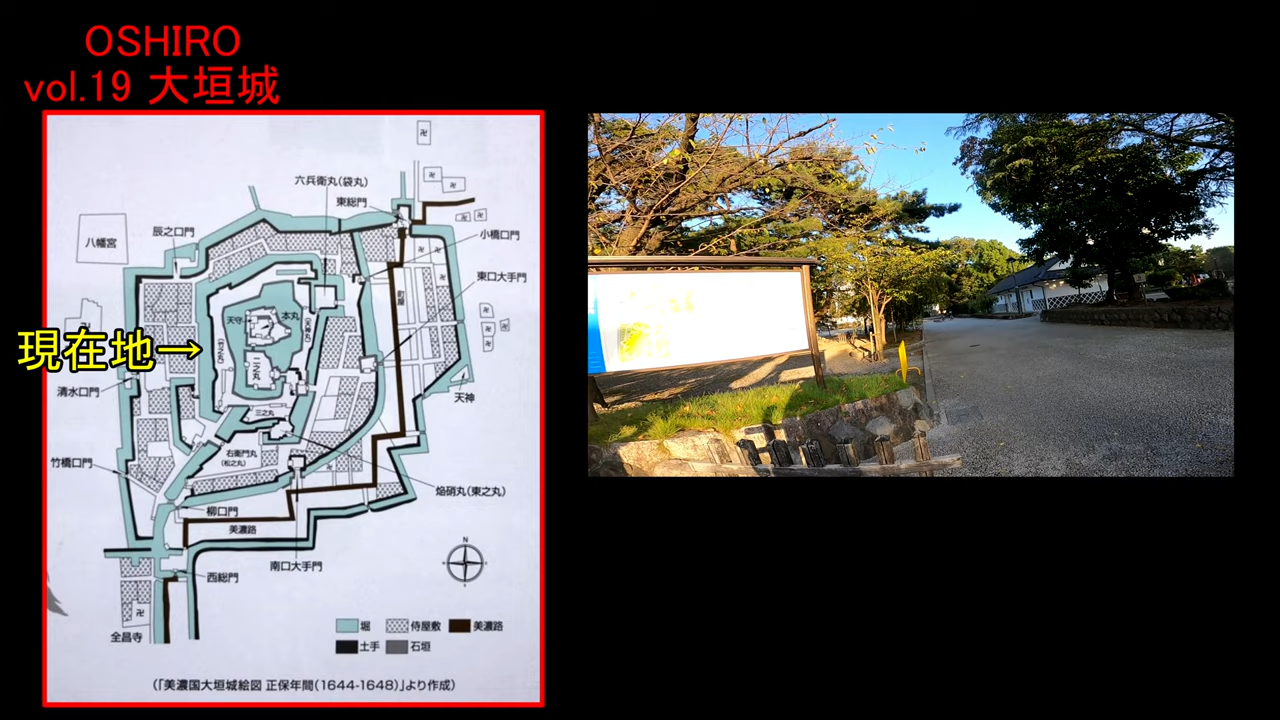 OSHIRO
vol.19 大垣城
六兵衛丸(袋丸)
東総門
小橋口門
八幡宮
辰之口門
東口大手門
天守
本丸
現在地→
二之丸
清水口門
天神
三之丸
竹橋口門
右衛門丸
(松之丸)
焔硝丸(東之丸)
柳口門
美濃路
N
南口大手門
西総門
全昌寺
堀 侍屋敷 美濃路
土手 石垣
(「美濃国大垣城絵図 正保年間(1644-1648)」より作成)